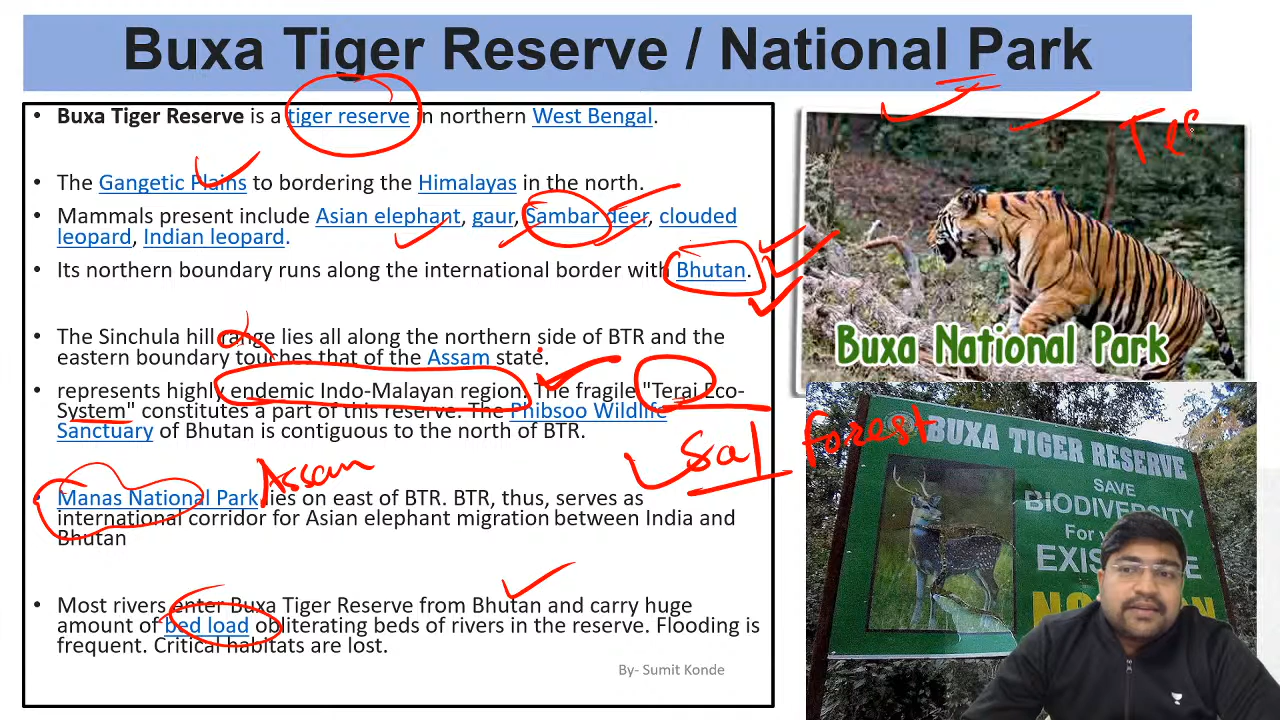 Buxa Tiger Reserve / National Park
• Buxa Tiger Reserve is a tiger reserve in northern West Bengal.
• The Gangetic Plains to bordering the Himalayas in the north.
• Mammals present include Asian elephant, gaur, Sambar deer, clouded
leopard, Indian leopard.
• Its northern boundary runs along the international border with Bhutan.
• The Sinchula hill range lies all along the northern side of BTR and the
eastern boundary touches that of the Assam state.
• represents highly endemic Indo-Malayan region. The fragile "Terai Eco-
System" constitutes a part of this reserve. The Phibsoo Wildlife
Sanctuary of Bhutan is contiguous to the north of BTR.
Sal forest
Assam
• Manas National Park lies on east of BTR. BTR, thus, serves as
international corridor for Asian elephant migration between India and
Bhutan
• Most rivers enter Buxa Tiger Reserve from Bhutan and carry huge
amount of bed load obliterating beds of rivers in the reserve. Flooding is
frequent. Critical habitats are lost.
By- Sumit Konde
Buxa National Park
BUXA TIGER RESERVE
SAVE
BIODIVERSITY